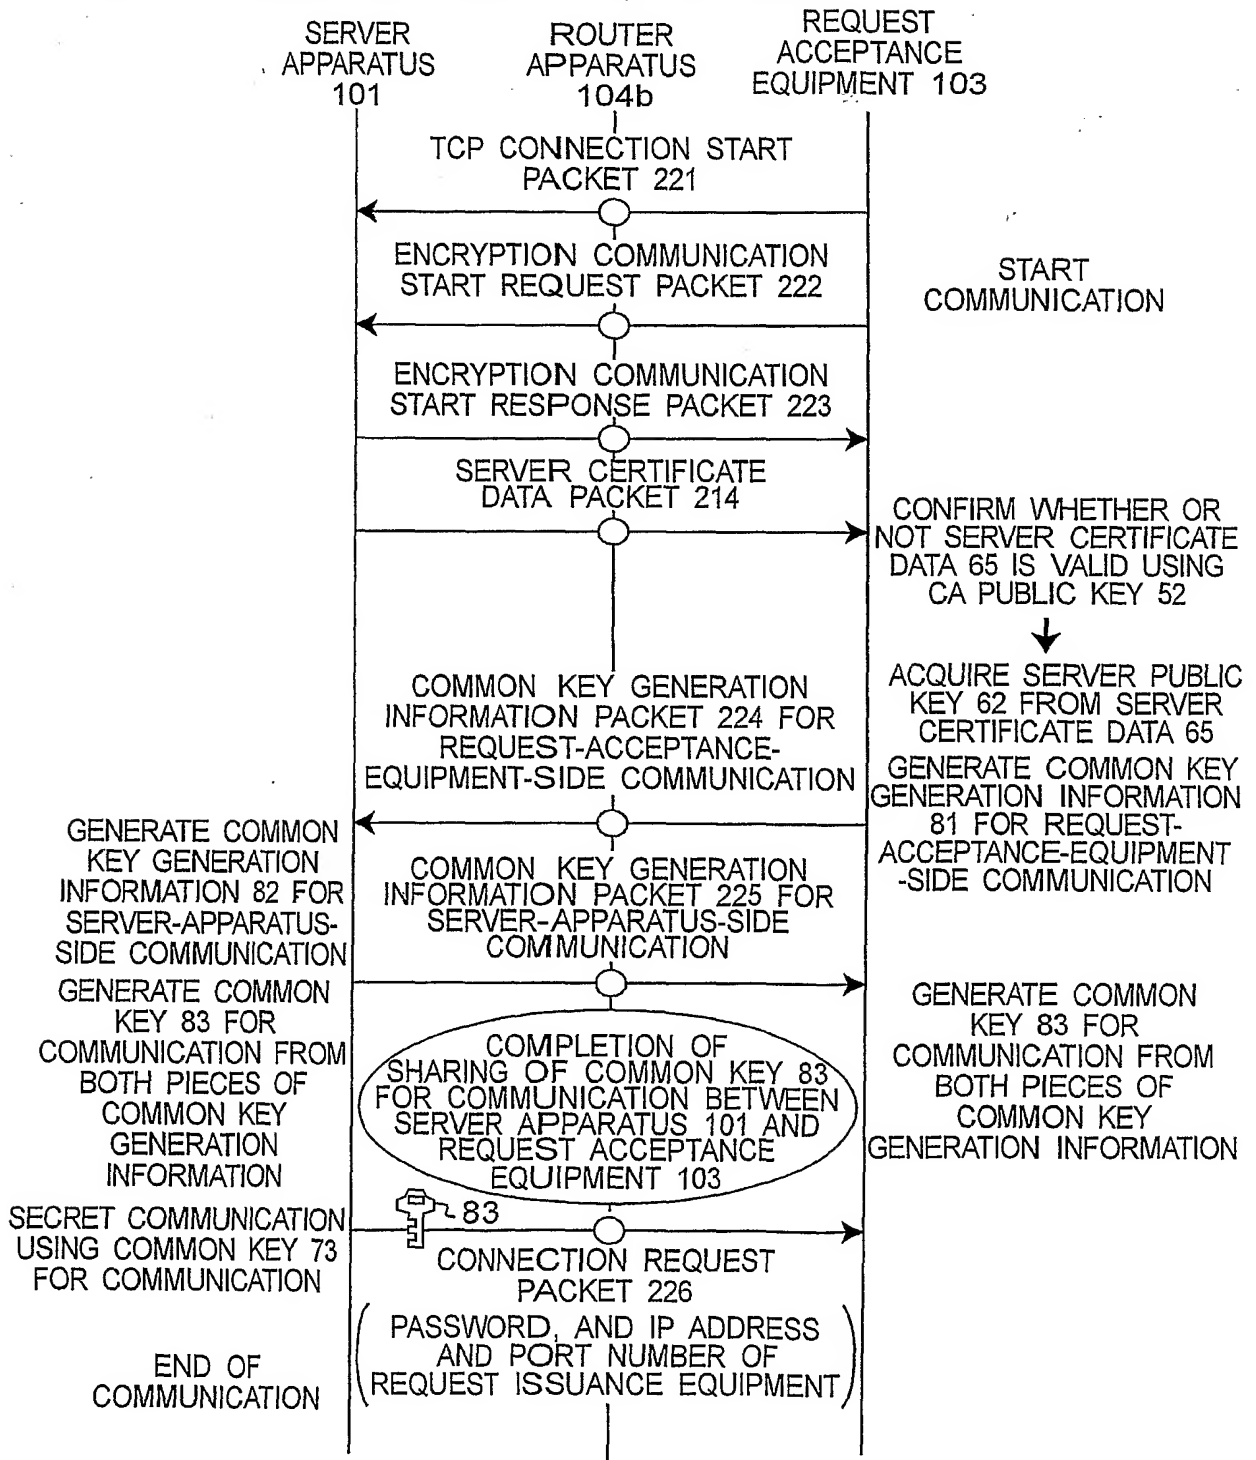 SERVER
APPARATUS
101
ROUTER
APPARATUS
104b
REQUEST
ACCEPTANCE
EQUIPMENT 103
TCP CONNECTION START
PACKET 221
ENCRYPTION COMMUNICATION
START REQUEST PACKET 222
START
COMMUNICATION
ENCRYPTION COMMUNICATION
START RESPONSE PACKET 223
SERVER CERTIFICATE
DATA PACKET 214
CONFIRM WHETHER OR
NOT SERVER CERTIFICATE
DATA 65 IS VALID USING
CA PUBLIC KEY 52
ACQUIRE SERVER PUBLIC
KEY 62 FROM SERVER
CERTIFICATE DATA 65
COMMON KEY GENERATION
INFORMATION PACKET 224 FOR
REQUEST-ACCEPTANCE-
EQUIPMENT-SIDE COMMUNICATION
GENERATE COMMON KEY
GENERATION INFORMATION
81 FOR REQUEST-
ACCEPTANCE-EQUIPMENT
-SIDE COMMUNICATION
GENERATE COMMON
KEY GENERATION
INFORMATION 82 FOR
SERVER-APPARATUS-
SIDE COMMUNICATION
COMMON KEY GENERATION
INFORMATION PACKET 225 FOR
SERVER-APPARATUS-SIDE
COMMUNICATION
GENERATE COMMON
KEY 83 FOR
COMMUNICATION FROM
BOTH PIECES OF
COMMON KEY
GENERATION
INFORMATION
COMPLETION OF
SHARING OF COMMON KEY 83
FOR COMMUNICATION BETWEEN
SERVER APPARATUS 101 AND
REQUEST ACCEPTANCE
EQUIPMENT 103
GENERATE COMMON
KEY 83 FOR
COMMUNICATION FROM
BOTH PIECES OF
COMMON KEY
GENERATION INFORMATION
SECRET COMMUNICATION
USING COMMON KEY 73
FOR COMMUNICATION
83
CONNECTION REQUEST
PACKET 226
PASSWORD, AND IP ADDRESS
AND PORT NUMBER OF
REQUEST ISSUANCE EQUIPMENT
END OF
COMMUNICATION